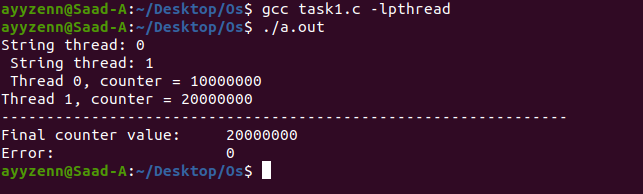 ayyzenn@Saad-A:~/Desktop/Os$ gcc task1.c -lpthread
ayyzenn@Saad-A:~/Desktop/Os$ ./a.out
String thread: 0
 String thread: 1
 Thread 0, counter = 10000000
Thread 1, counter = 20000000
---------------------------------------------------------------
Final counter value:     20000000
Error:                   0
ayyzenn@Saad-A:~/Desktop/Os$